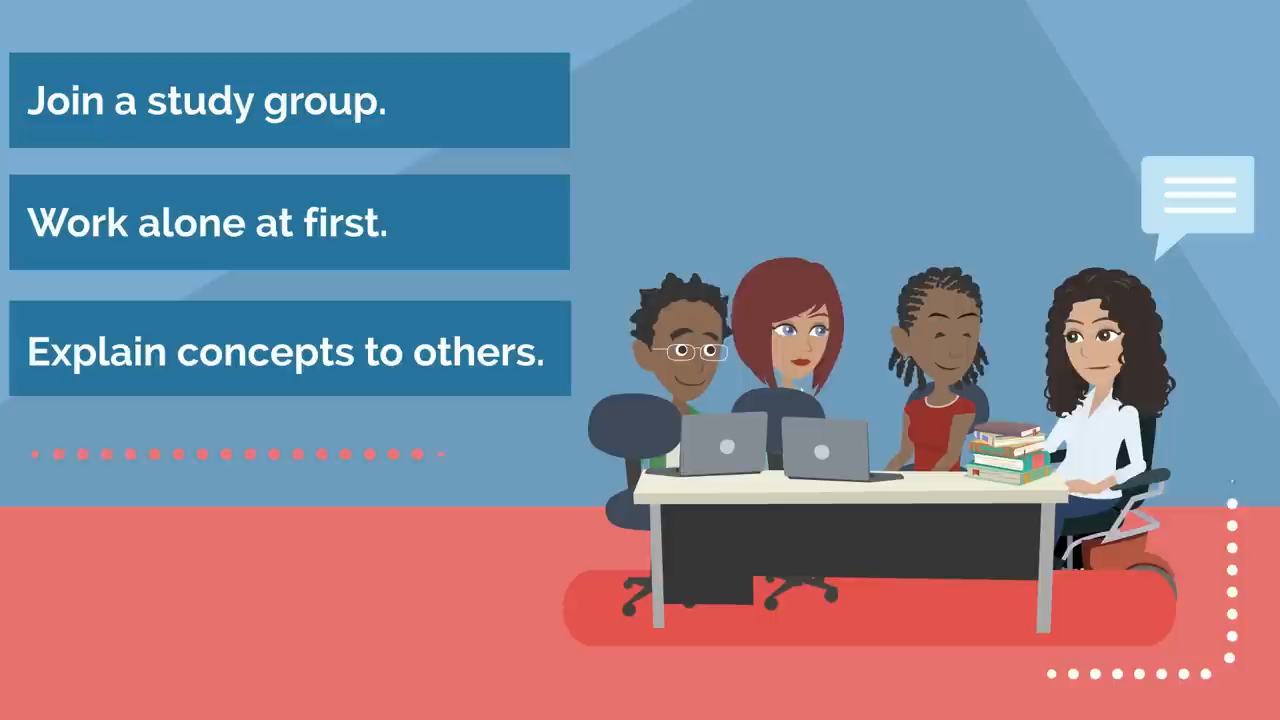 Join a study group.
Work alone at first.
Explain concepts to others.